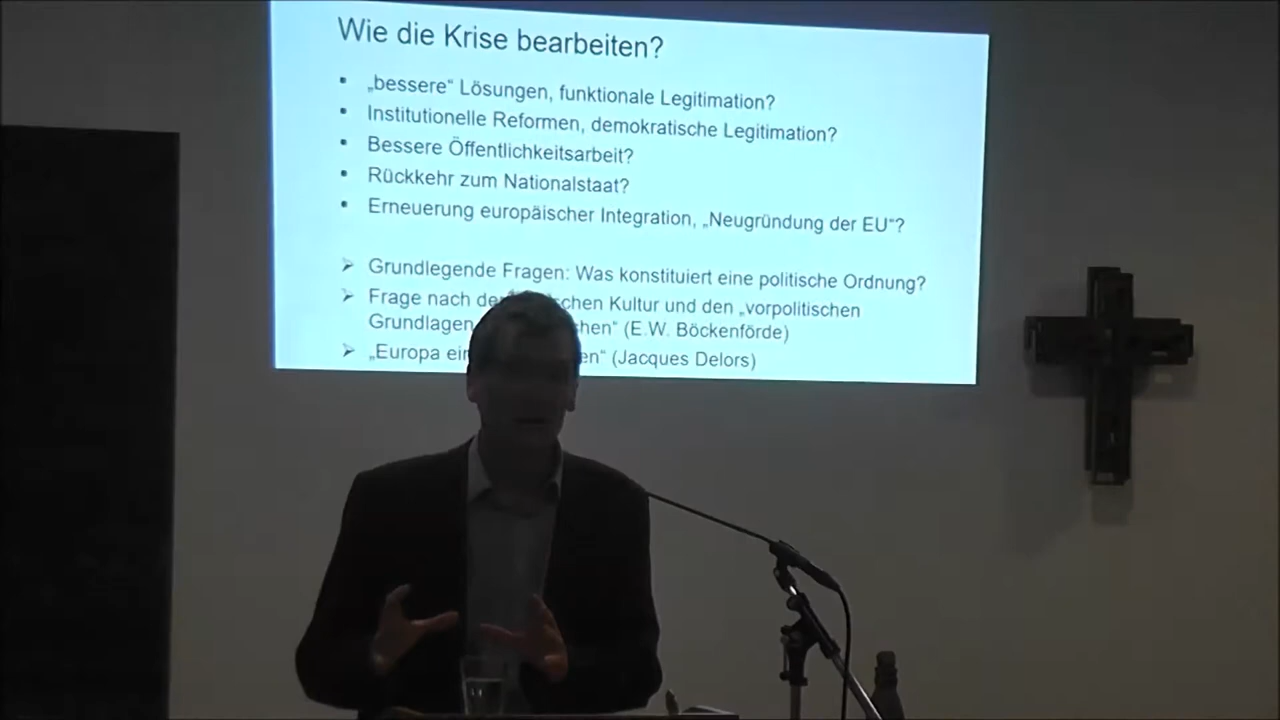 Wie die Krise bearbeiten?
• „bessere“ Lösungen, funktionale Legitimation?
• Institutionelle Reformen, demokratische Legitimation?
• Bessere Öffentlichkeitsarbeit?
• Rückkehr zum Nationalstaat?
• Erneuerung europäischer Integration, „Neugründung der EU“?
➢ Grundlegende Fragen: Was konstituiert eine politische Ordnung?
➢ Frage nach der Kultur und den „vorpolitischen
Grundlagen (E.W. Böckenförde)
➢ „Europa (Jacques Delors)